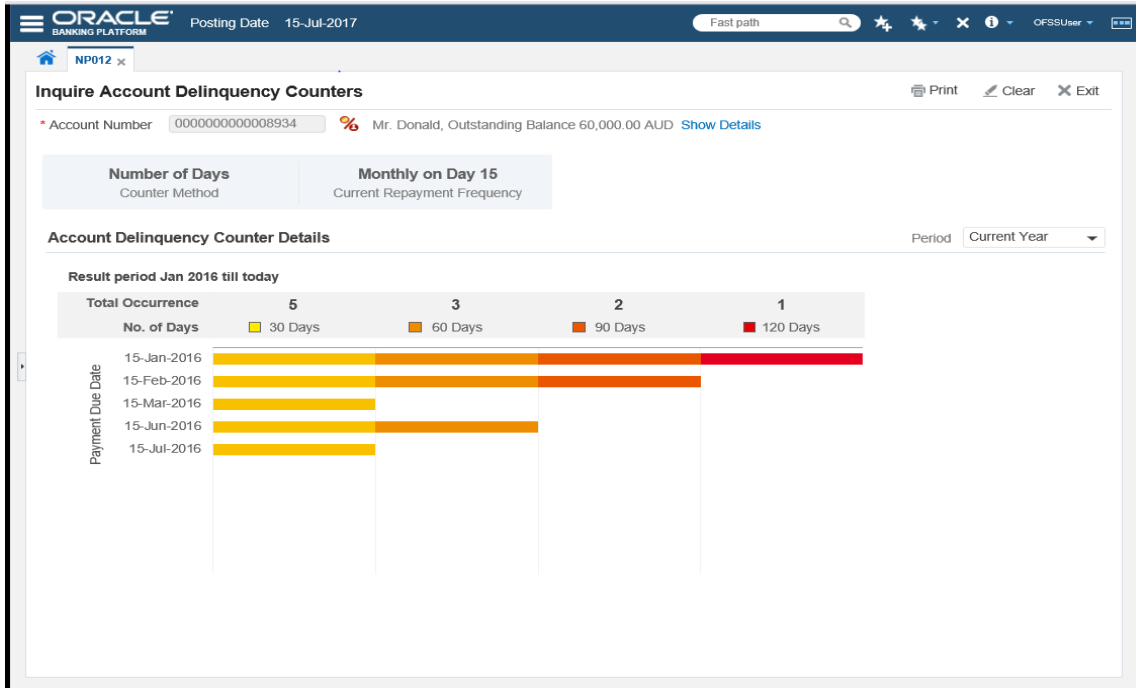 ORACLE
BANKING PLATFORM
Posting Date 15-Jul-2017
Fast path
OFSSUser
NP012
Inquire Account Delinquency Counters
Print Clear Exit
* Account Number 0000000000008934 Mr. Donald, Outstanding Balance 60,000.00 AUD Show Details
Number of Days Monthly on Day 15
Counter Method Current Repayment Frequency
Account Delinquency Counter Details Period Current Year
Result period Jan 2016 till today
Total Occurrence 5 3 2 1
No. of Days 30 Days 60 Days 90 Days 120 Days
Payment Due Date
15-Jan-2016
15-Feb-2016
15-Mar-2016
15-Jun-2016
15-Jul-2016